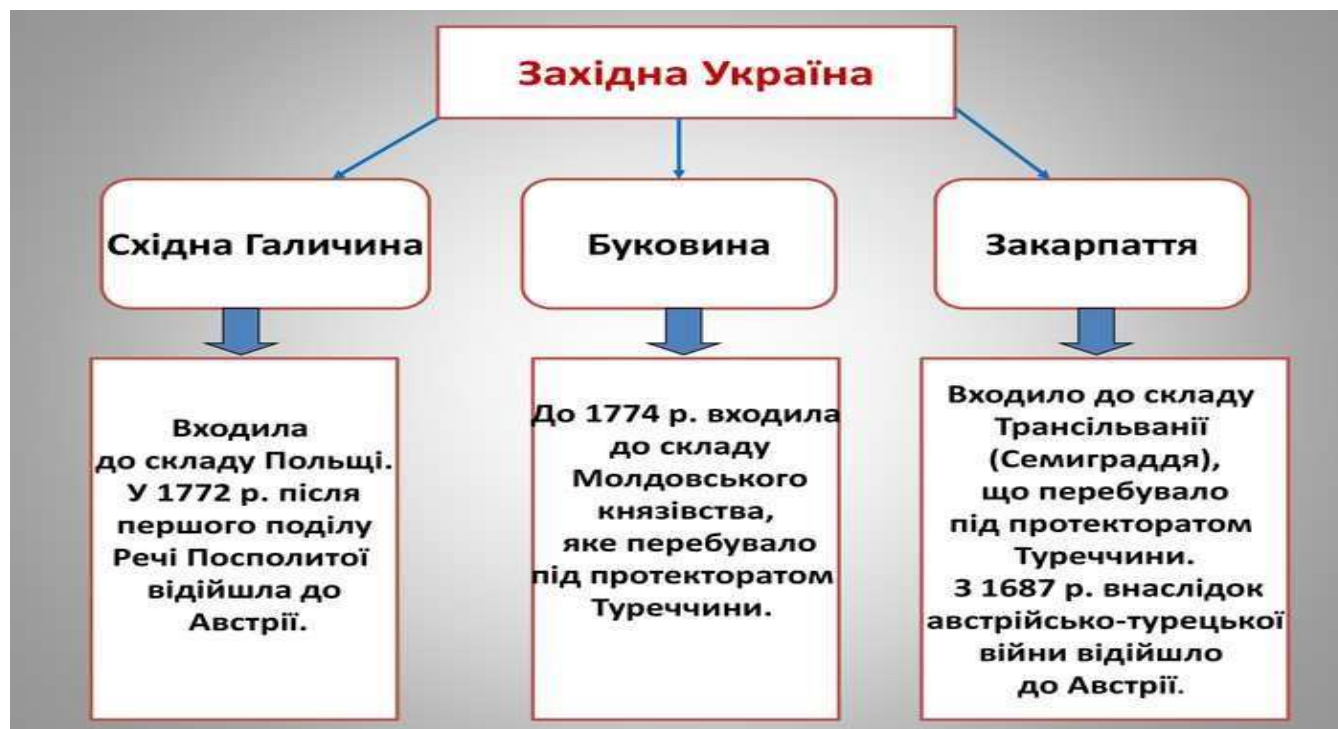 Західна Україна
Східна Галичина
Буковина
Закарпаття
Входила
до складу Польщі.
У 1772 р. після
першого поділу
Речі Посполитої
відійшла до
Австрії.
До 1774 р. входила
до складу
Молдовського
князівства,
яке перебувало
під протекторатом
Туреччини.
Входило до складу
Трансільванії
(Семиграддя),
що перебувало
під протекторатом
Туреччини.
З 1687 р. внаслідок
австрійсько-турецької
війни відійшло
до Австрії.